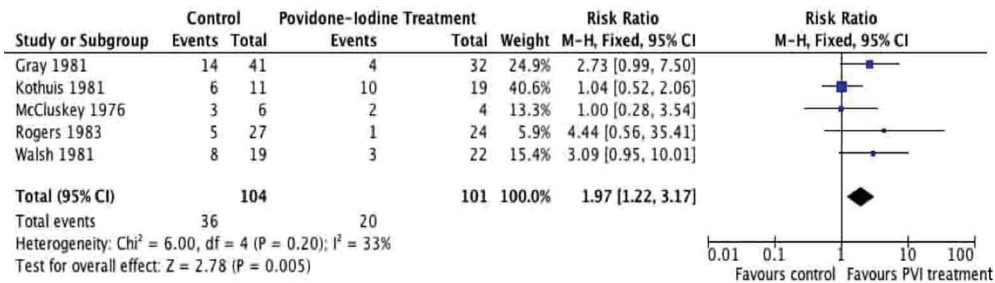 Control Povidone-Iodine Treatment Risk Ratio Risk Ratio
Study or Subgroup Events Total Events Total Weight M-H, Fixed, 95% CI M-H, Fixed, 95% CI
Gray 1981 14 41 4 32 24.9% 2.73 [0.99, 7.50]
Kothuis 1981 6 11 10 19 40.6% 1.04 [0.52, 2.06]
McCluskey 1976 3 6 2 4 13.3% 1.00 [0.28, 3.54]
Rogers 1983 5 27 1 24 5.9% 4.44 [0.56, 35.41]
Walsh 1981 8 19 3 22 15.4% 3.09 [0.95, 10.01]
Total (95% CI) 104 101 100.0% 1.97 [1.22, 3.17]
Total events 36 20
Heterogeneity: Chi² = 6.00, df = 4 (P = 0.20); I² = 33%
Test for overall effect: Z = 2.78 (P = 0.005)
0.01 0.1 1 10 100
Favours control Favours PVI treatment